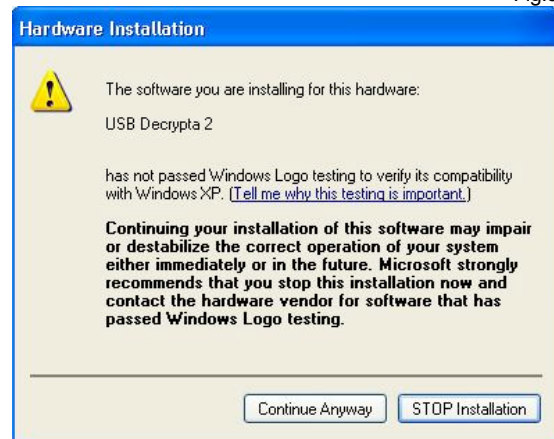 Hardware Installation
The software you are installing for this hardware:
USB Decrypta 2
has not passed Windows Logo testing to verify its compatibility
with Windows XP. (Tell me why this testing is important.)
Continuing your installation of this software may impair
or destabilize the correct operation of your system
either immediately or in the future. Microsoft strongly
recommends that you stop this installation now and
contact the hardware vendor for software that has
passed Windows Logo testing.
Continue Anyway
STOP Installation